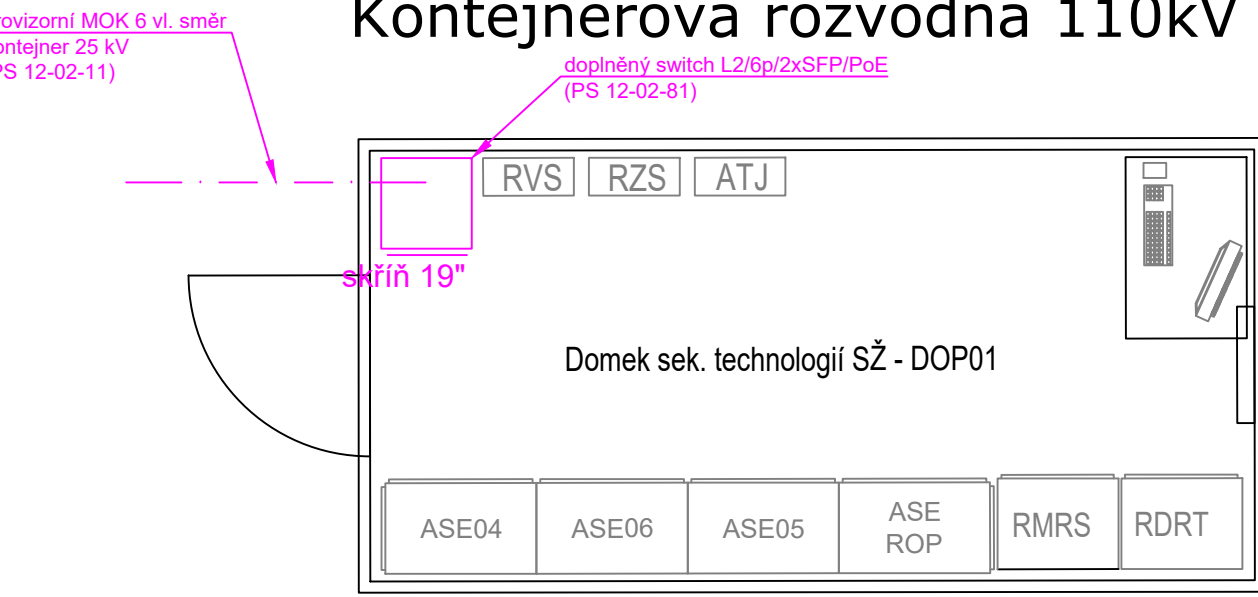 Kontejnerová rozvodna 110kV
rovizorní MOK 6 vl. směr
ontejner 25 kV
PS 12-02-11)
doplněný switch L2/6p/2xSFP/PoE
(PS 12-02-81)
RVS RZS ATJ
skříň 19"
Domek sek. technologií SŽ - DOP01
ASE04 ASE06 ASE05 ASE ROP RMRS RDRT